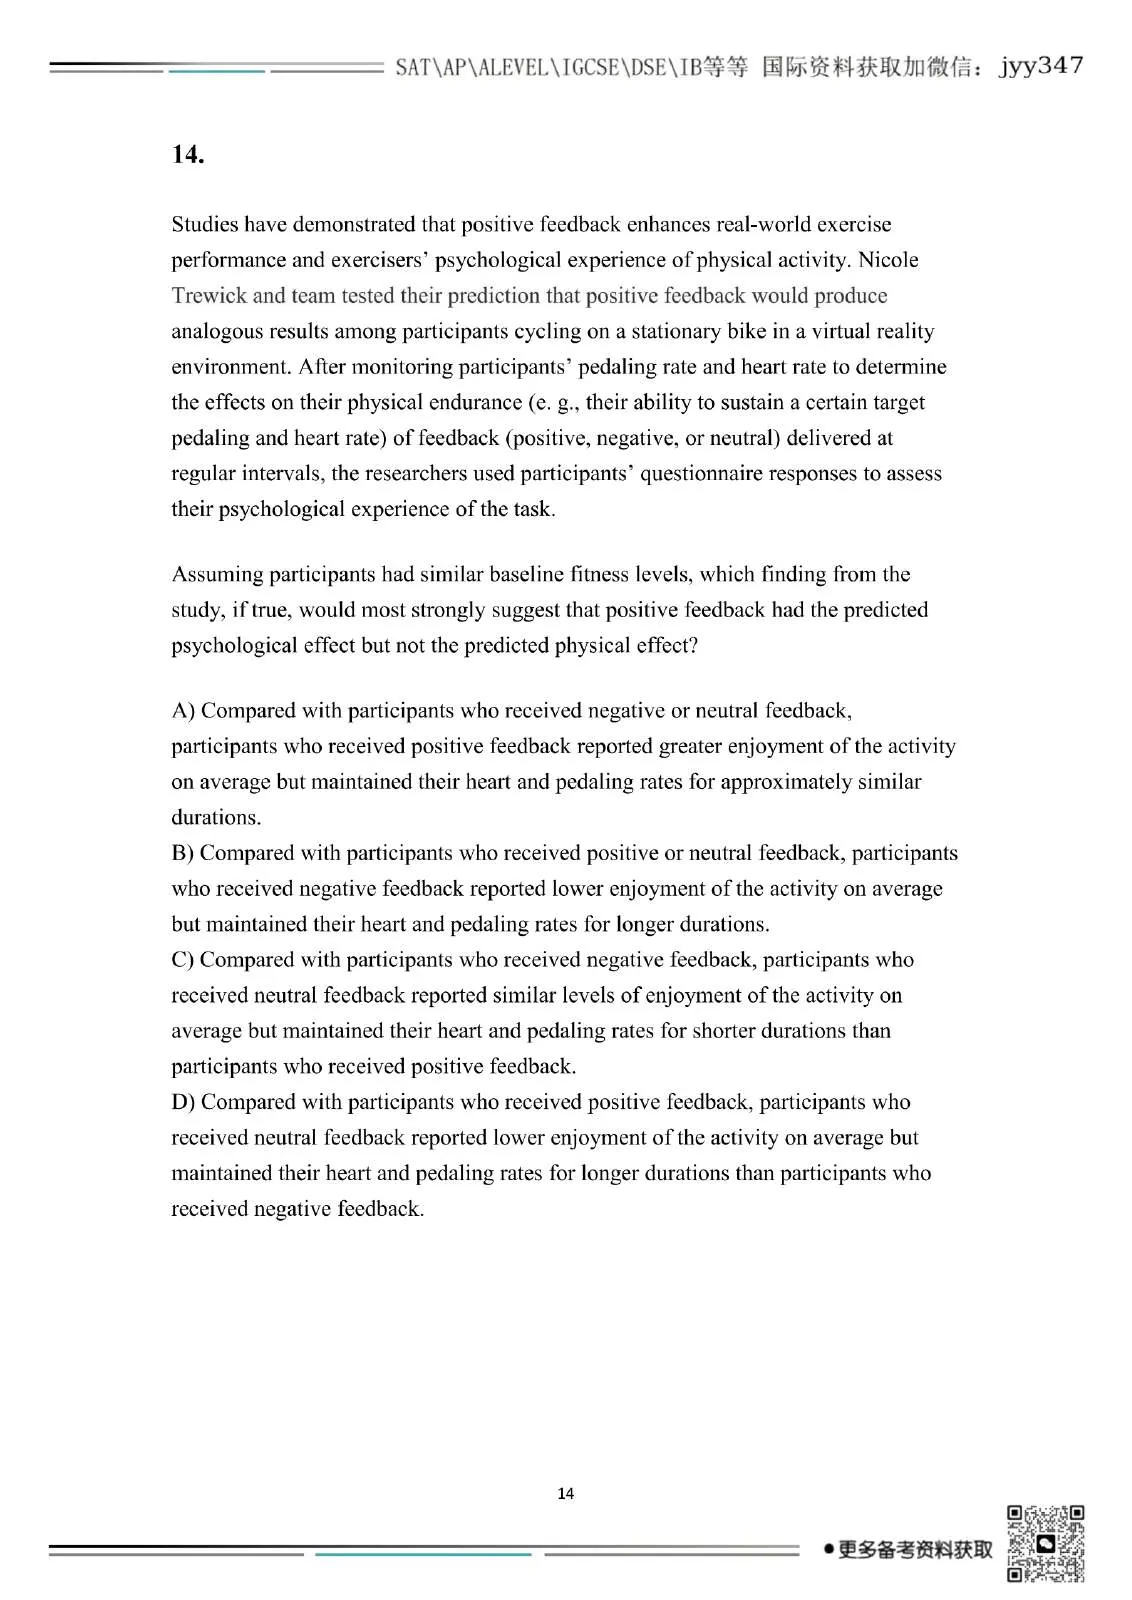 SAT\AP\ALEVEL\IGCSE\DSE\IB等等 国际资料获取加微信: jyy347
14.
Studies have demonstrated that positive feedback enhances real-world exercise
performance and exercisers’ psychological experience of physical activity. Nicole
Trewick and team tested their prediction that positive feedback would produce
analogous results among participants cycling on a stationary bike in a virtual reality
environment. After monitoring participants’ pedaling rate and heart rate to determine
the effects on their physical endurance (e. g., their ability to sustain a certain target
pedaling and heart rate) of feedback (positive, negative, or neutral) delivered at
regular intervals, the researchers used participants’ questionnaire responses to assess
their psychological experience of the task.
Assuming participants had similar baseline fitness levels, which finding from the
study, if true, would most strongly suggest that positive feedback had the predicted
psychological effect but not the predicted physical effect?
A) Compared with participants who received negative or neutral feedback,
participants who received positive feedback reported greater enjoyment of the activity
on average but maintained their heart and pedaling rates for approximately similar
durations.
B) Compared with participants who received positive or neutral feedback, participants
who received negative feedback reported lower enjoyment of the activity on average
but maintained their heart and pedaling rates for longer durations.
C) Compared with participants who received negative feedback, participants who
received neutral feedback reported similar levels of enjoyment of the activity on
average but maintained their heart and pedaling rates for shorter durations than
participants who received positive feedback.
D) Compared with participants who received positive feedback, participants who
received neutral feedback reported lower enjoyment of the activity on average but
maintained their heart and pedaling rates for longer durations than participants who
received negative feedback.
14
●更多备考资料获取